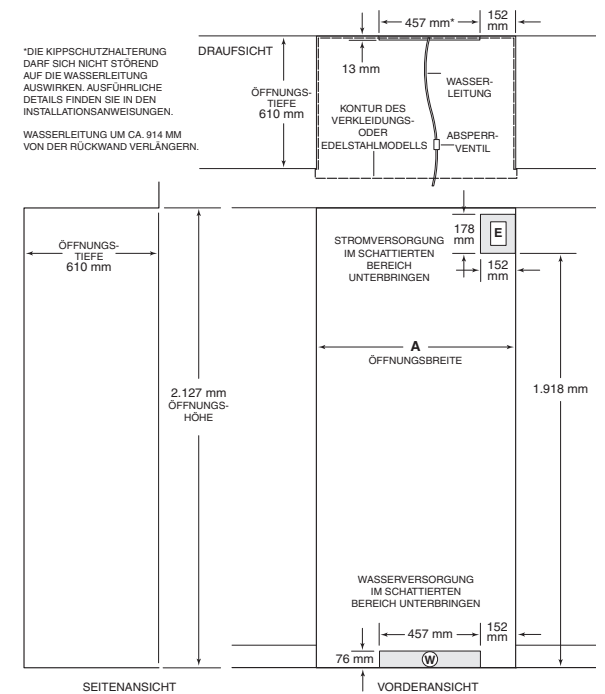 *DIE KIPPSCHUTZHALTERUNG
DARF SICH NICHT STÖREND
AUF DIE WASSERLEITUNG
AUSWIRKEN. AUSFÜHRLICHE
DETAILS FINDEN SIE IN DEN
INSTALLATIONSANWEISUNGEN.
WASSERLEITUNG UM CA. 914 MM
VON DER RÜCKWAND VERLÄNGERN.
DRAUFSICHT
457 mm*
152
mm
13 mm
ÖFFNUNGS-
TIEFE
610 mm
WASSER-
LEITUNG
KONTUR DES
VERKLEIDUNGS-
ODER
EDELSTAHLMODELLS
ABSPERR-
VENTIL
ÖFFNUNGS-
TIEFE
610 mm
2.127 mm
ÖFFNUNGS-
HÖHE
STROMVERSORGUNG
IM SCHATTIERTEN
BEREICH
UNTERBRINGEN
178
mm
E
152
mm
A
ÖFFNUNGSBREITE
1.918 mm
WASSERVERSORGUNG
IM SCHATTIERTEN
BEREICH UNTERBRINGEN
457 mm
152
mm
76 mm
W
SEITENANSICHT
VORDERANSICHT